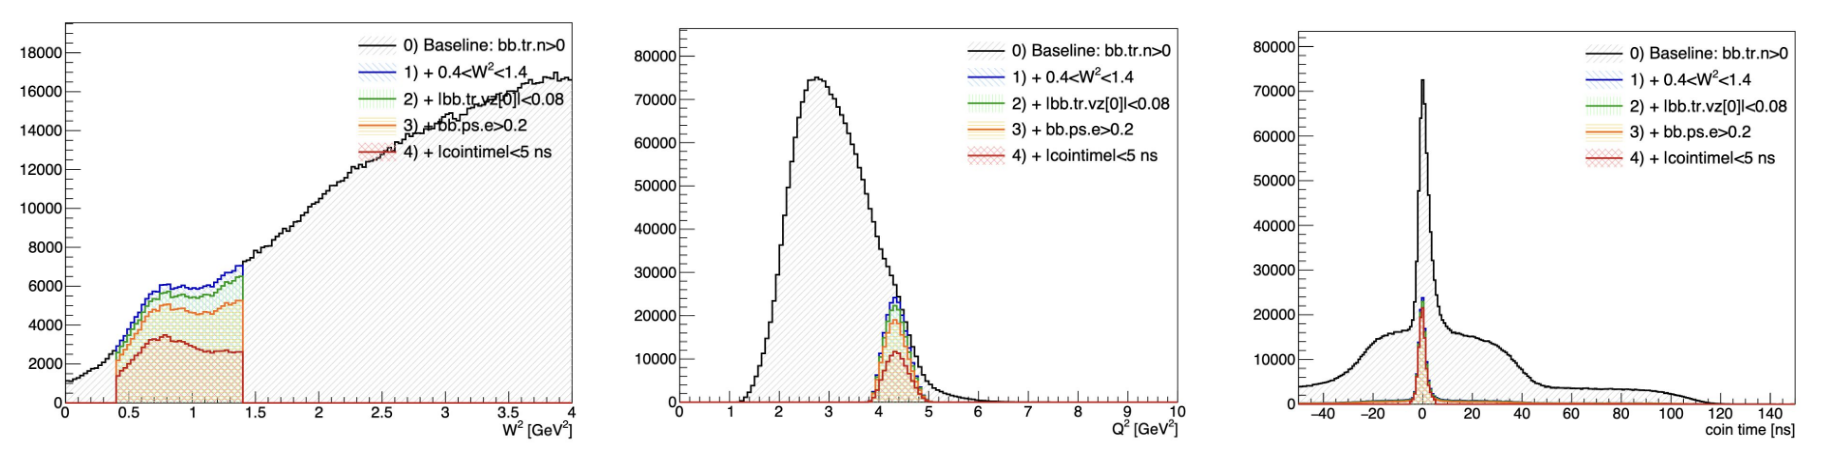 0) Baseline: bb.tr.n>0
1) + 0.4<W²<1.4
2) + |bb.tr.vz[0]|<0.08
3) + bb.ps.e>0.2
4) + |cointime|<5 ns
18000
16000
14000
12000
10000
8000
6000
4000
2000
0
0 0.5 1 1.5 2 2.5 3 3.5 4
W² [GeV²]
0) Baseline: bb.tr.n>0
1) + 0.4<W²<1.4
2) + |bb.tr.vz[0]|<0.08
3) + bb.ps.e>0.2
4) + |cointime|<5 ns
80000
70000
60000
50000
40000
30000
20000
10000
0
0 1 2 3 4 5 6 7 8 9 10
Q² [GeV²]
0) Baseline: bb.tr.n>0
1) + 0.4<W²<1.4
2) + |bb.tr.vz[0]|<0.08
3) + bb.ps.e>0.2
4) + |cointime|<5 ns
80000
70000
60000
50000
40000
30000
20000
10000
0
−40 −20 0 20 40 60 80 100 120 140
coin time [ns]